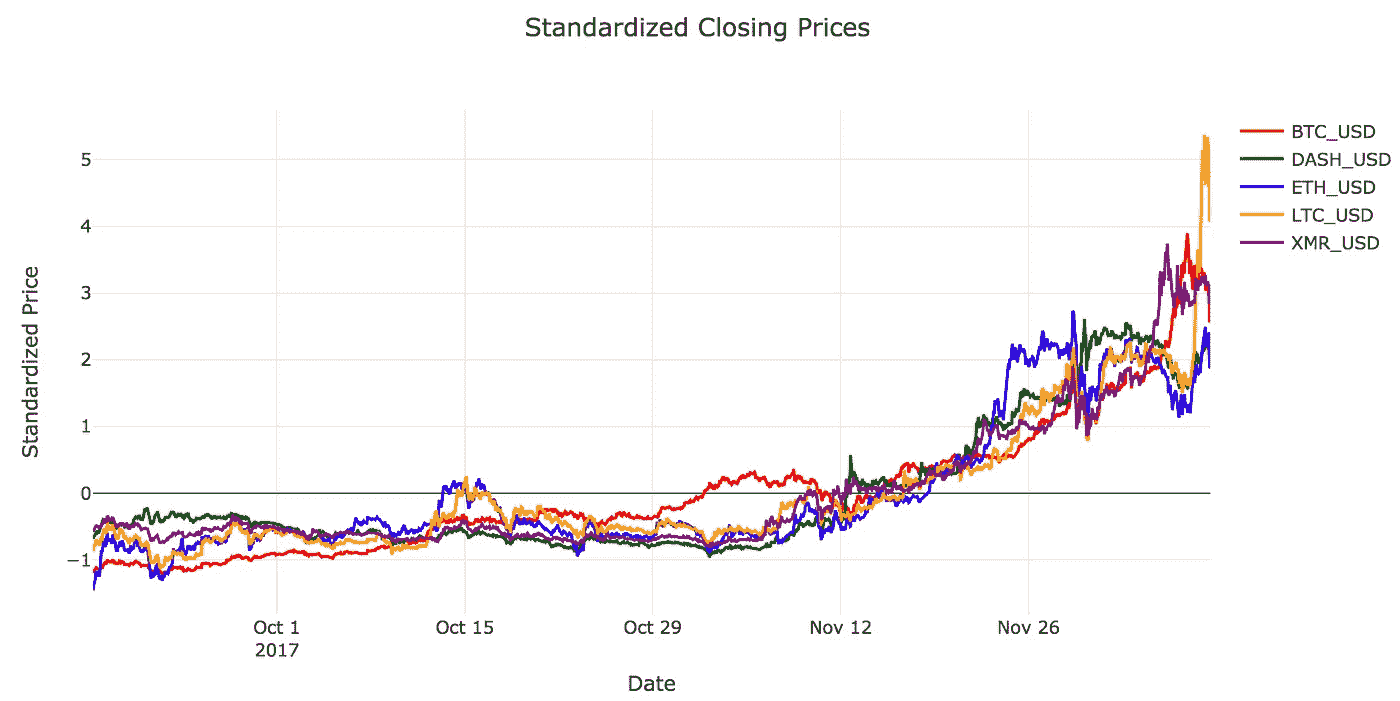 Standardized Closing Prices
BTC_USD
DASH_USD
ETH_USD
LTC_USD
XMR_USD
Standardized Price
5
4
3
2
1
0
−1
Oct 1
2017
Oct 15
Oct 29
Nov 12
Nov 26
Date